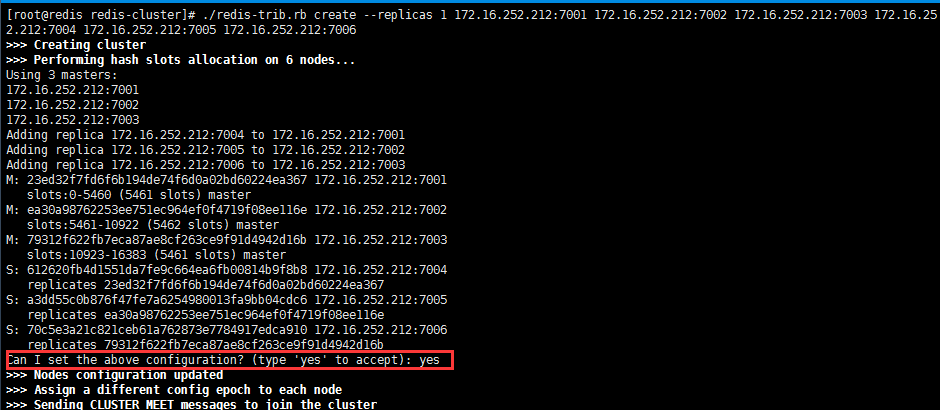 [root@redis redis-cluster]# ./redis-trib.rb create --replicas 1 172.16.252.212:7001 172.16.252.212:7002 172.16.252.212:7003 172.16.25
2.212:7004 172.16.252.212:7005 172.16.252.212:7006
>>> Creating cluster
>>> Performing hash slots allocation on 6 nodes...
Using 3 masters:
172.16.252.212:7001
172.16.252.212:7002
172.16.252.212:7003
Adding replica 172.16.252.212:7004 to 172.16.252.212:7001
Adding replica 172.16.252.212:7005 to 172.16.252.212:7002
Adding replica 172.16.252.212:7006 to 172.16.252.212:7003
M: 23ed32f7fd6f6b194de74f6d0a02bd60224ea367 172.16.252.212:7001
slots:0-5460 (5461 slots) master
M: ea30a98762253ee751ec964ef0f4719f08ee116e 172.16.252.212:7002
slots:5461-10922 (5462 slots) master
M: 79312f622fb7eca87ae8cf263ce9f91d4942d16b 172.16.252.212:7003
slots:10923-16383 (5461 slots) master
S: 612620fb4d1551da7fe9c664ea6fb00814b9f8b8 172.16.252.212:7004
replicates 23ed32f7fd6f6b194de74f6d0a02bd60224ea367
S: a3dd55c0b876f47fe7a6254980013fa9bb04cdc6 172.16.252.212:7005
replicates ea30a98762253ee751ec964ef0f4719f08ee116e
S: 70c5e3a21c821ceb61a762873e7784917edca910 172.16.252.212:7006
replicates 79312f622fb7eca87ae8cf263ce9f91d4942d16b
Can I set the above configuration? (type 'yes' to accept): yes
>>> Nodes configuration updated
>>> Assign a different config epoch to each node
>>> Sending CLUSTER MEET messages to join the cluster